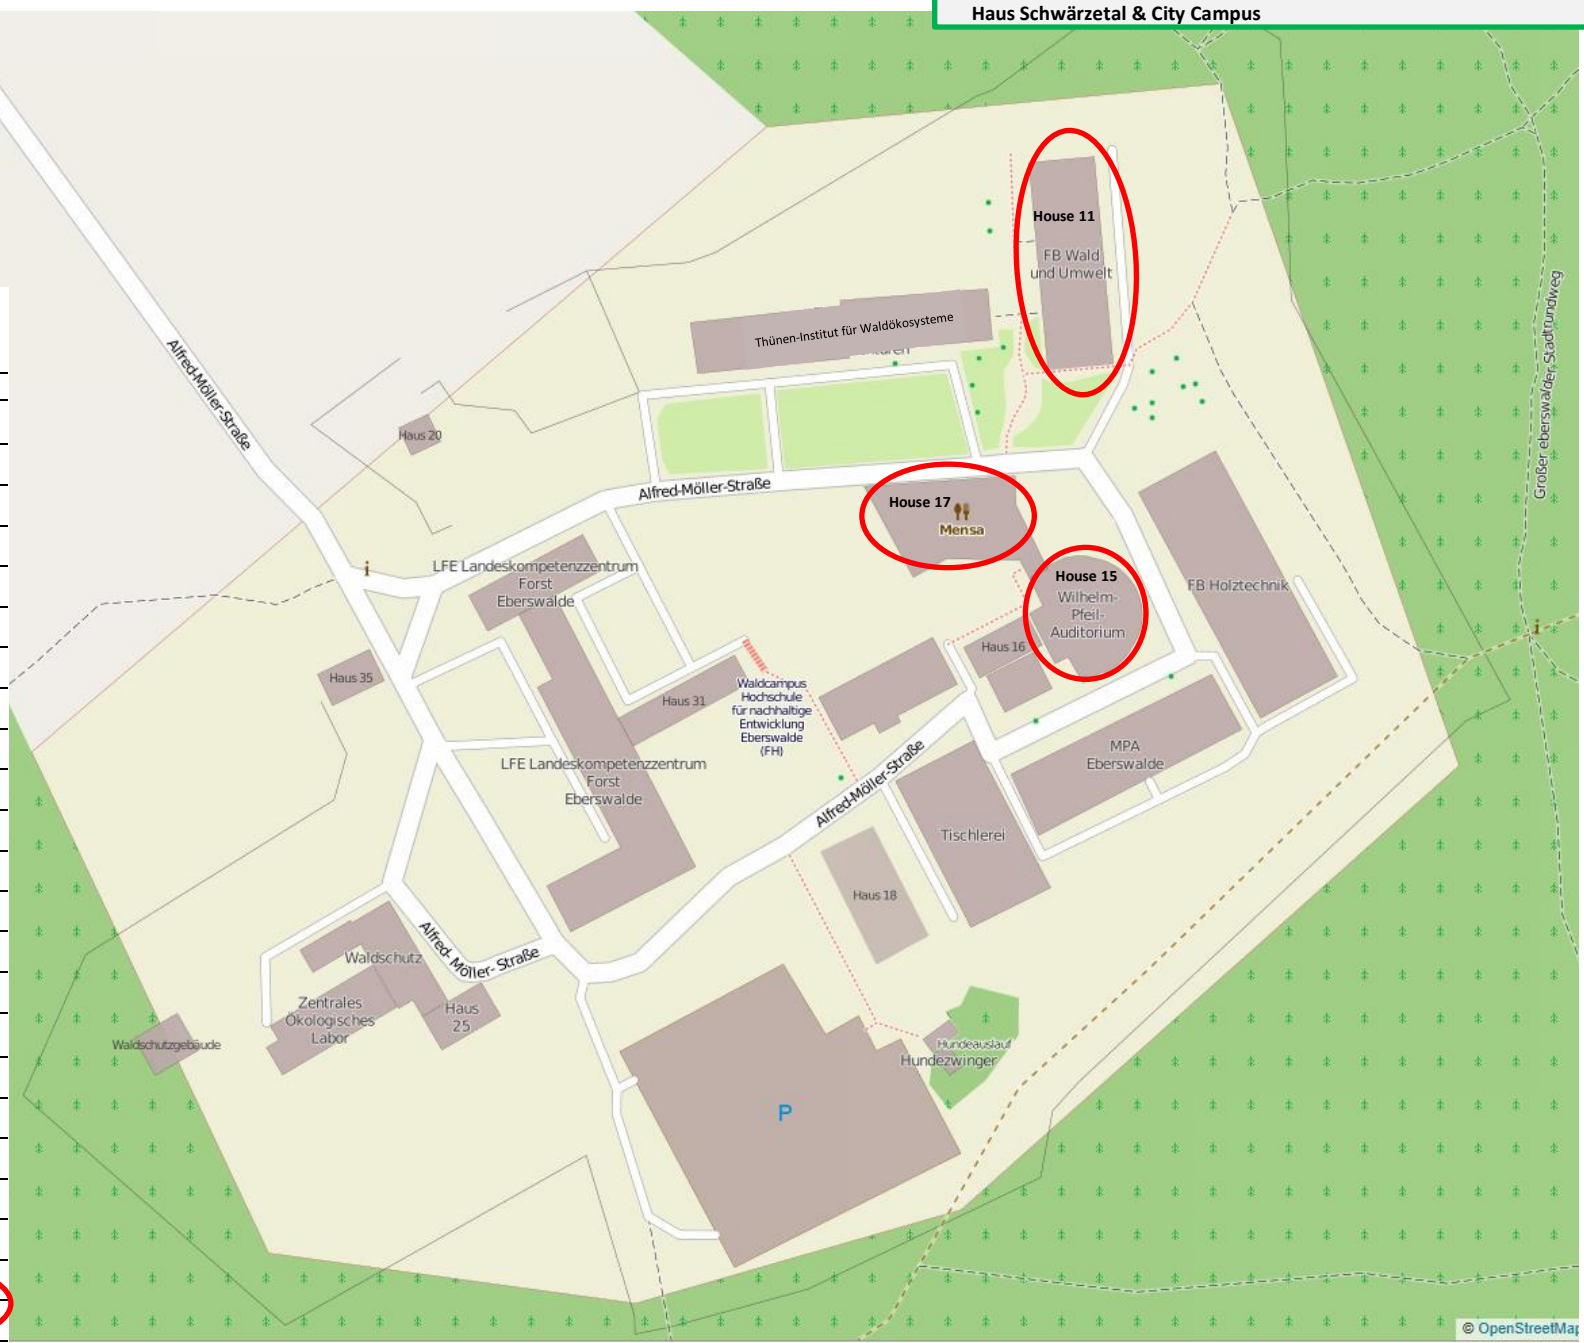 Haus Schwärzetal & City Campus
House 11
FB Wald
und Umwelt
Thünen-Institut für Waldökosysteme
Großer eberswalder Stadtrundweg
Alfred-Möller-Straße
Haus 20
Alfred-Möller-Straße
House 17
Mensa
i
LFE Landeskompetenzzentrum
Forst
Eberswalde
House 15
Wilhelm-
Pfeil-
Auditorium
FB Holztechnik
i
Haus 16
Haus 35
Haus 31
Waldcampus
Hochschule
für nachhaltige
Entwicklung
Eberswalde
(FH)
LFE Landeskompetenzzentrum
Forst
Eberswalde
MPA
Eberswalde
Alfred-Möller-Straße
Tischlerei
Haus 18
Alfred- Möller- Straße
Waldschutz
Zentrales
Ökologisches
Labor
Haus
25
Waldschutzgebäude
Hundeauslauf
Hundezwinger
P
© OpenStreetMap